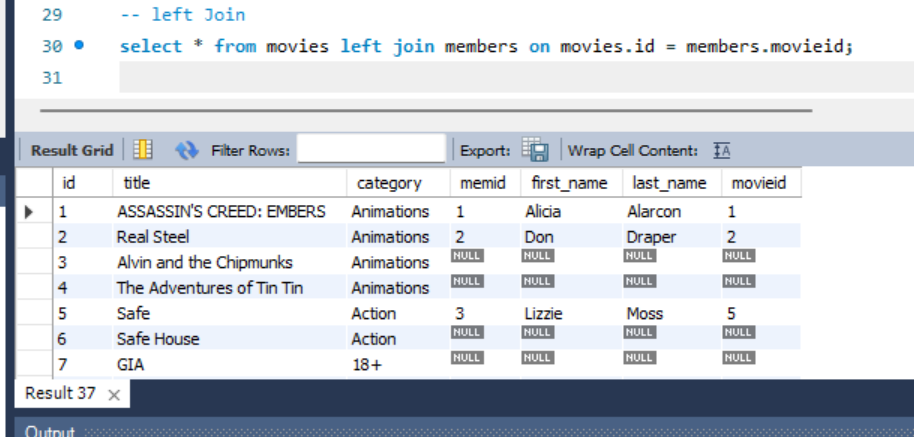 29 -- left Join
30 select * from movies left join members on movies.id = members.movieid;
31
Result Grid Filter Rows: Export: Wrap Cell Content: IA
id title category memid first_name last_name movieid
1 ASSASSIN'S CREED: EMBERS Animations 1 Alicia Alarcon 1
2 Real Steel Animations 2 Don Draper 2
3 Alvin and the Chipmunks Animations NULL NULL NULL NULL
4 The Adventures of Tin Tin Animations NULL NULL NULL NULL
5 Safe Action 3 Lizzie Moss 5
6 Safe House Action NULL NULL NULL NULL
7 GIA 18+ NULL NULL NULL NULL
Result 37 ×
Output